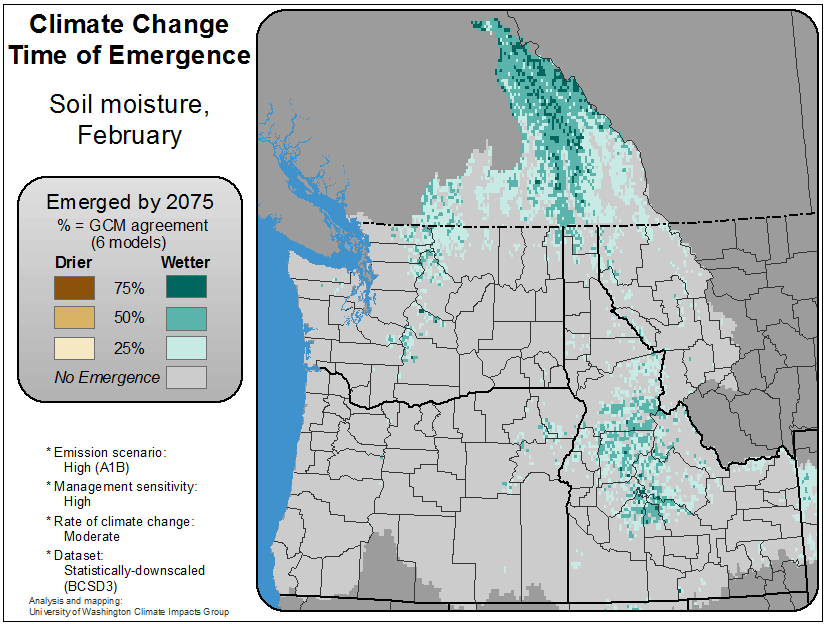 Climate Change
Time of Emergence
Soil moisture,
February
Emerged by 2075
% = GCM agreement
(6 models)
Drier Wetter
75%
50%
25%
No Emergence
* Emission scenario:
High (A1B)
* Management sensitivity:
High
* Rate of climate change:
Moderate
* Dataset:
Statistically-downscaled
(BCSD3)
Analysis and mapping:
University of Washington Climate Impacts Group